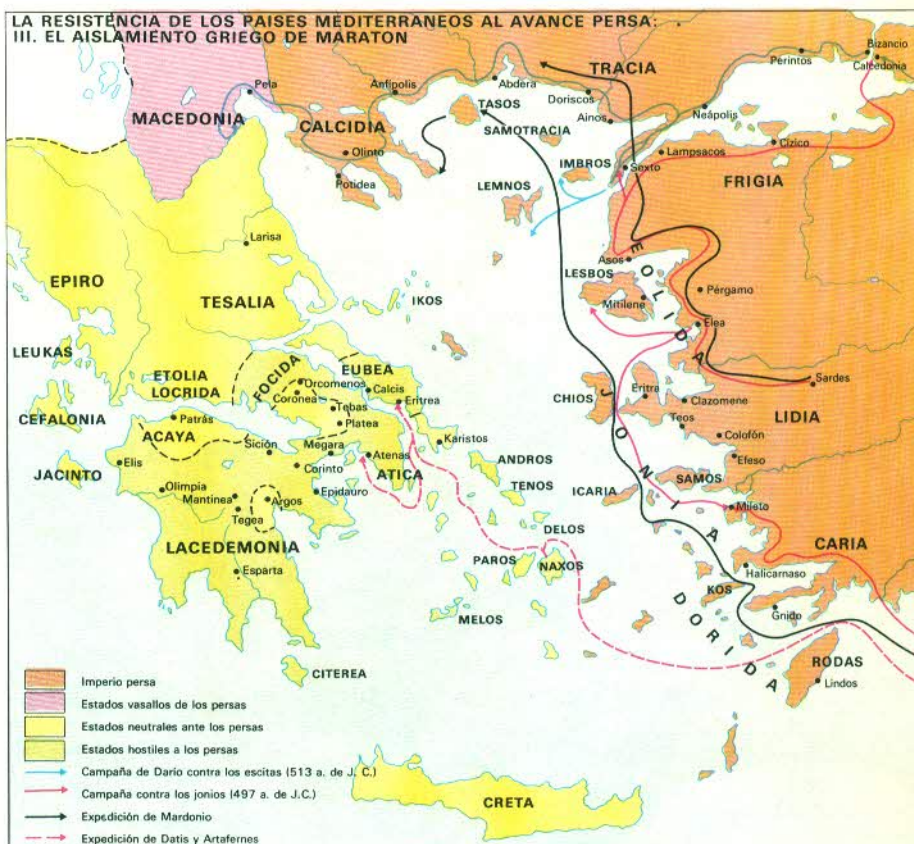 LA RESISTENCIA DE LOS PAISES MEDITERRANEOS AL AVANCE PERSA:
III. EL AISLAMIENTO GRIEGO DE MARATON
Bizancio
Calcedonia
Perintos
TRACIA
Abdera
Pela
Anfípolis
Doriscos
TASOS
MACEDONIA
CALCIDIA
Ainos
Neápolis
SAMOTRACIA
Cízico
Olinto
Lampsacos
IMBROS
Sexto
Potidea
FRIGIA
LEMNOS
Larisa
Asos
EOLIDA
LESBOS
EPIRO
Pérgamo
TESALIA
IKOS
Mitilene
Elea
LEUKAS
FOCIDA
EUBEA
ETOLIA
Orcomenos
Sardes
LOCRIDA
Coronea
Calcis
Eritra
CEFALONIA
Eritrea
CHIOS
Clazomene
LIDIA
Tebas
Patrás
Platea
JONIA
Teos
ACAYA
Colofón
Sición
Megara
Karistos
Atenas
Efeso
JACINTO
Elis
Corinto
ATICA
ANDROS
SAMOS
Olimpia
Epidauro
TENOS
ICARIA
Mantinea
Argos
Mileto
Tegea
DELOS
LACEDEMONIA
CARIA
PAROS
NAXOS
Esparta
Halicarnaso
KOS
MELOS
DORIDA
Gnido
CITEREA
RODAS
Lindos
CRETA
Imperio persa
Estados vasallos de los persas
Estados neutrales ante los persas
Estados hostiles a los persas
Campaña de Darío contra los escitas (513 a. de J. C.)
Campaña contra los jonios (497 a. de J.C.)
Expedición de Mardonio
Expedición de Datis y Artafernes